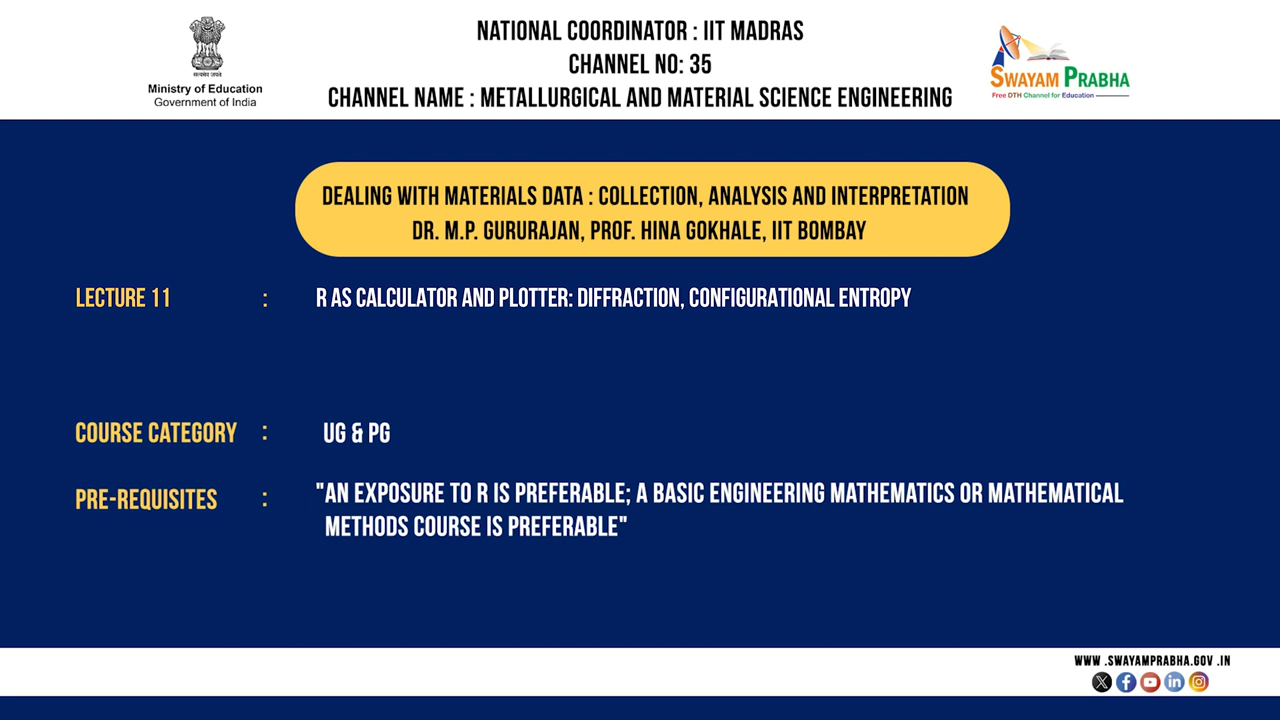 NATIONAL COORDINATOR : IIT MADRAS
CHANNEL NO: 35
CHANNEL NAME : METALLURGICAL AND MATERIAL SCIENCE ENGINEERING
सत्यमेव जयते
Ministry of Education
Government of India
SWAYAM PRABHA
Free DTH Channel for Education
DEALING WITH MATERIALS DATA : COLLECTION, ANALYSIS AND INTERPRETATION
DR. M.P. GURURAJAN, PROF. HINA GOKHALE, IIT BOMBAY
LECTURE 11 : R AS CALCULATOR AND PLOTTER: DIFFRACTION, CONFIGURATIONAL ENTROPY
COURSE CATEGORY : UG & PG
PRE-REQUISITES : "AN EXPOSURE TO R IS PREFERABLE; A BASIC ENGINEERING MATHEMATICS OR MATHEMATICAL
METHODS COURSE IS PREFERABLE"
WWW .SWAYAMPRABHA.GOV .IN